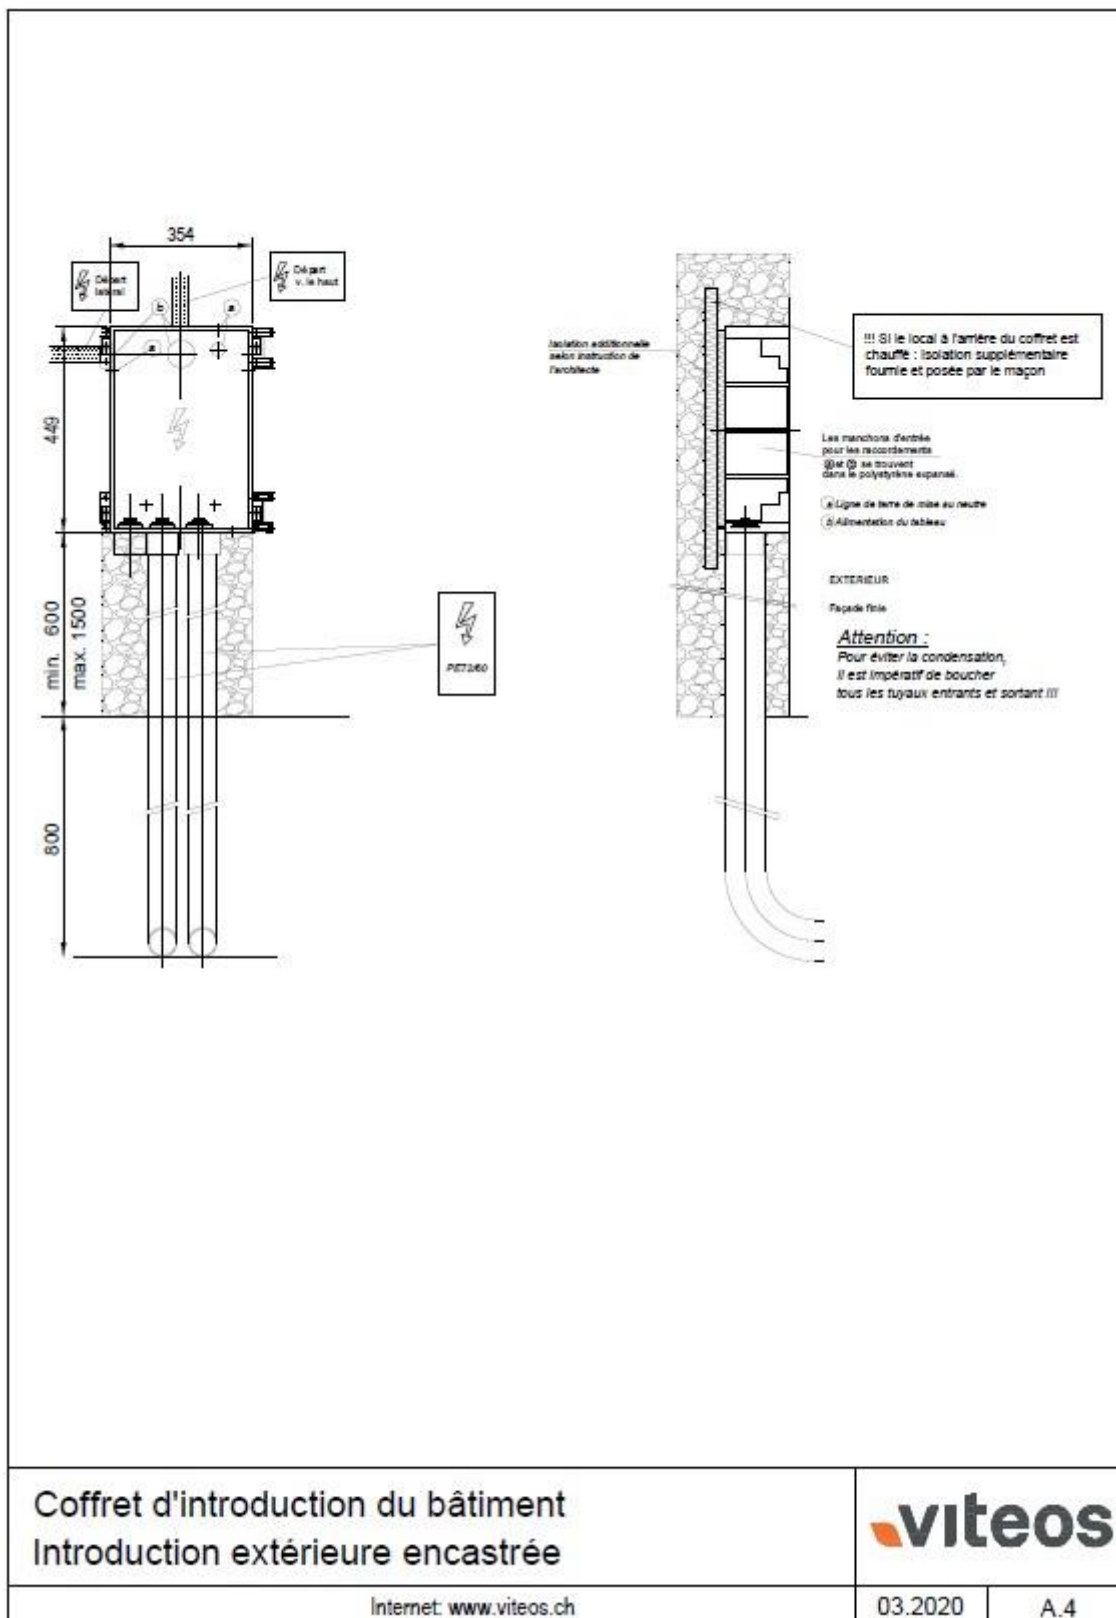 354
Départ
latéral
Départ
v. le haut
b
a
a
449
min. 600
max. 1500
800
PE72/60
Isolation additionnelle
selon instruction de
l'architecte
!!! Si le local à l'arrière du coffret est
chauffé : Isolation supplémentaire
fournie et posée par le maçon
Les manchons d'entrée
pour les raccordements
et se trouvent
dans le polystyrène expansé.
a Ligne de terre de mise au neutre
b Alimentation du tableau
EXTERIEUR
Façade finie
Attention :
Pour éviter la condensation,
il est impératif de boucher
tous les tuyaux entrants et sortant !!!
Coffret d'introduction du bâtiment
Introduction extérieure encastrée
viteos
Internet: www.viteos.ch
03.2020
A.4